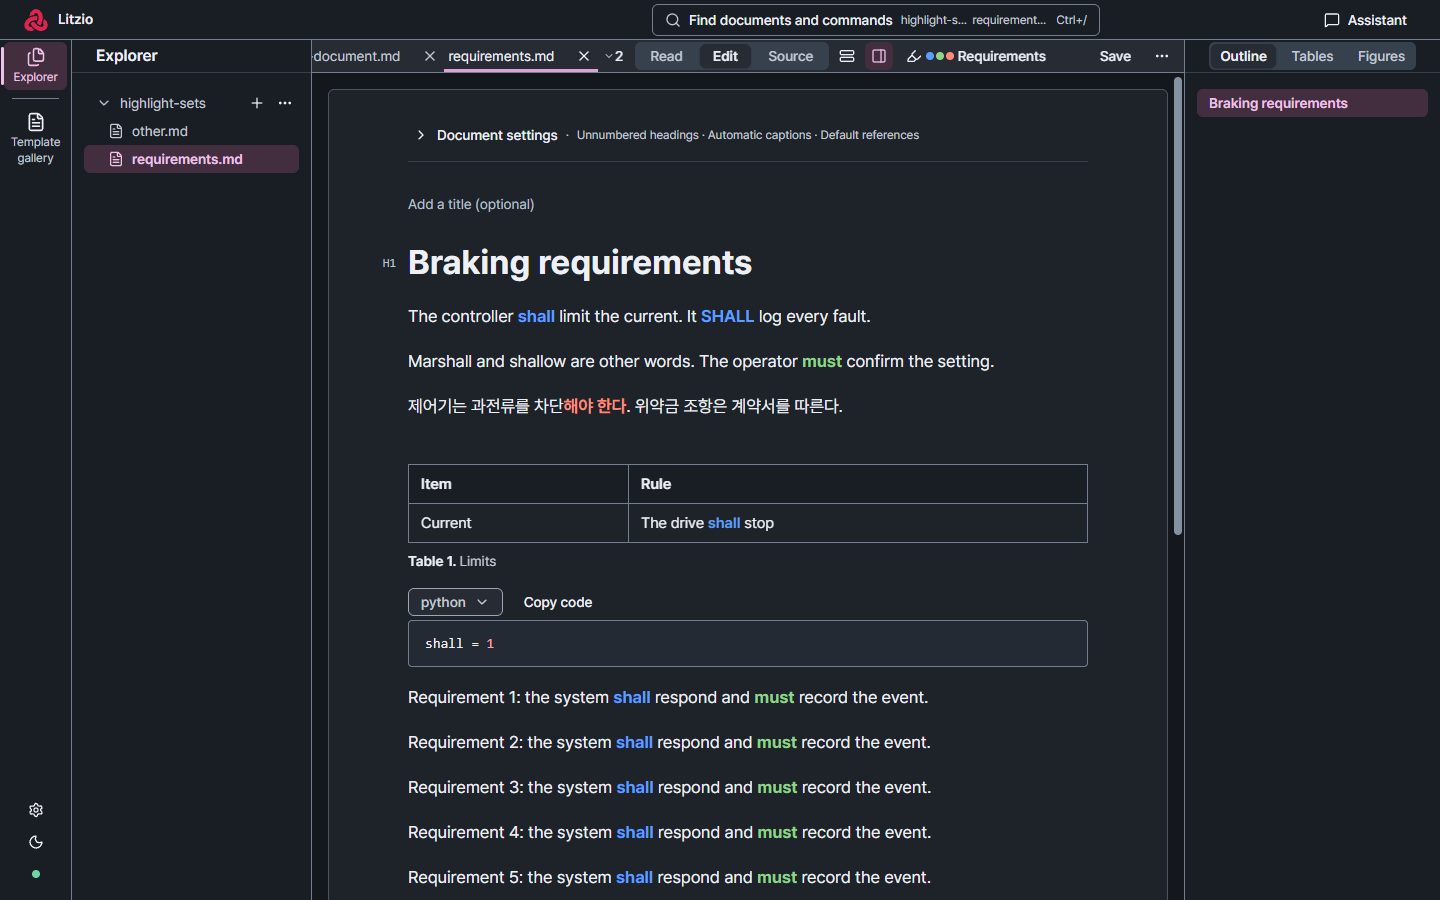 Litzio
Find documents and commands highlight-s... requirement... Ctrl+/
Assistant
Explorer
Template
gallery
Explorer
highlight-sets
other.md
requirements.md
-document.md
requirements.md
2
Read Edit Source
Requirements
Save
Outline Tables Figures
Braking requirements
Document settings · Unnumbered headings · Automatic captions · Default references
Add a title (optional)
H1 Braking requirements
The controller shall limit the current. It SHALL log every fault.
Marshall and shallow are other words. The operator must confirm the setting.
제어기는 과전류를 차단해야 한다. 위약금 조항은 계약서를 따른다.
Item Rule
Current The drive shall stop
Table 1. Limits
python Copy code
shall = 1
Requirement 1: the system shall respond and must record the event.
Requirement 2: the system shall respond and must record the event.
Requirement 3: the system shall respond and must record the event.
Requirement 4: the system shall respond and must record the event.
Requirement 5: the system shall respond and must record the event.